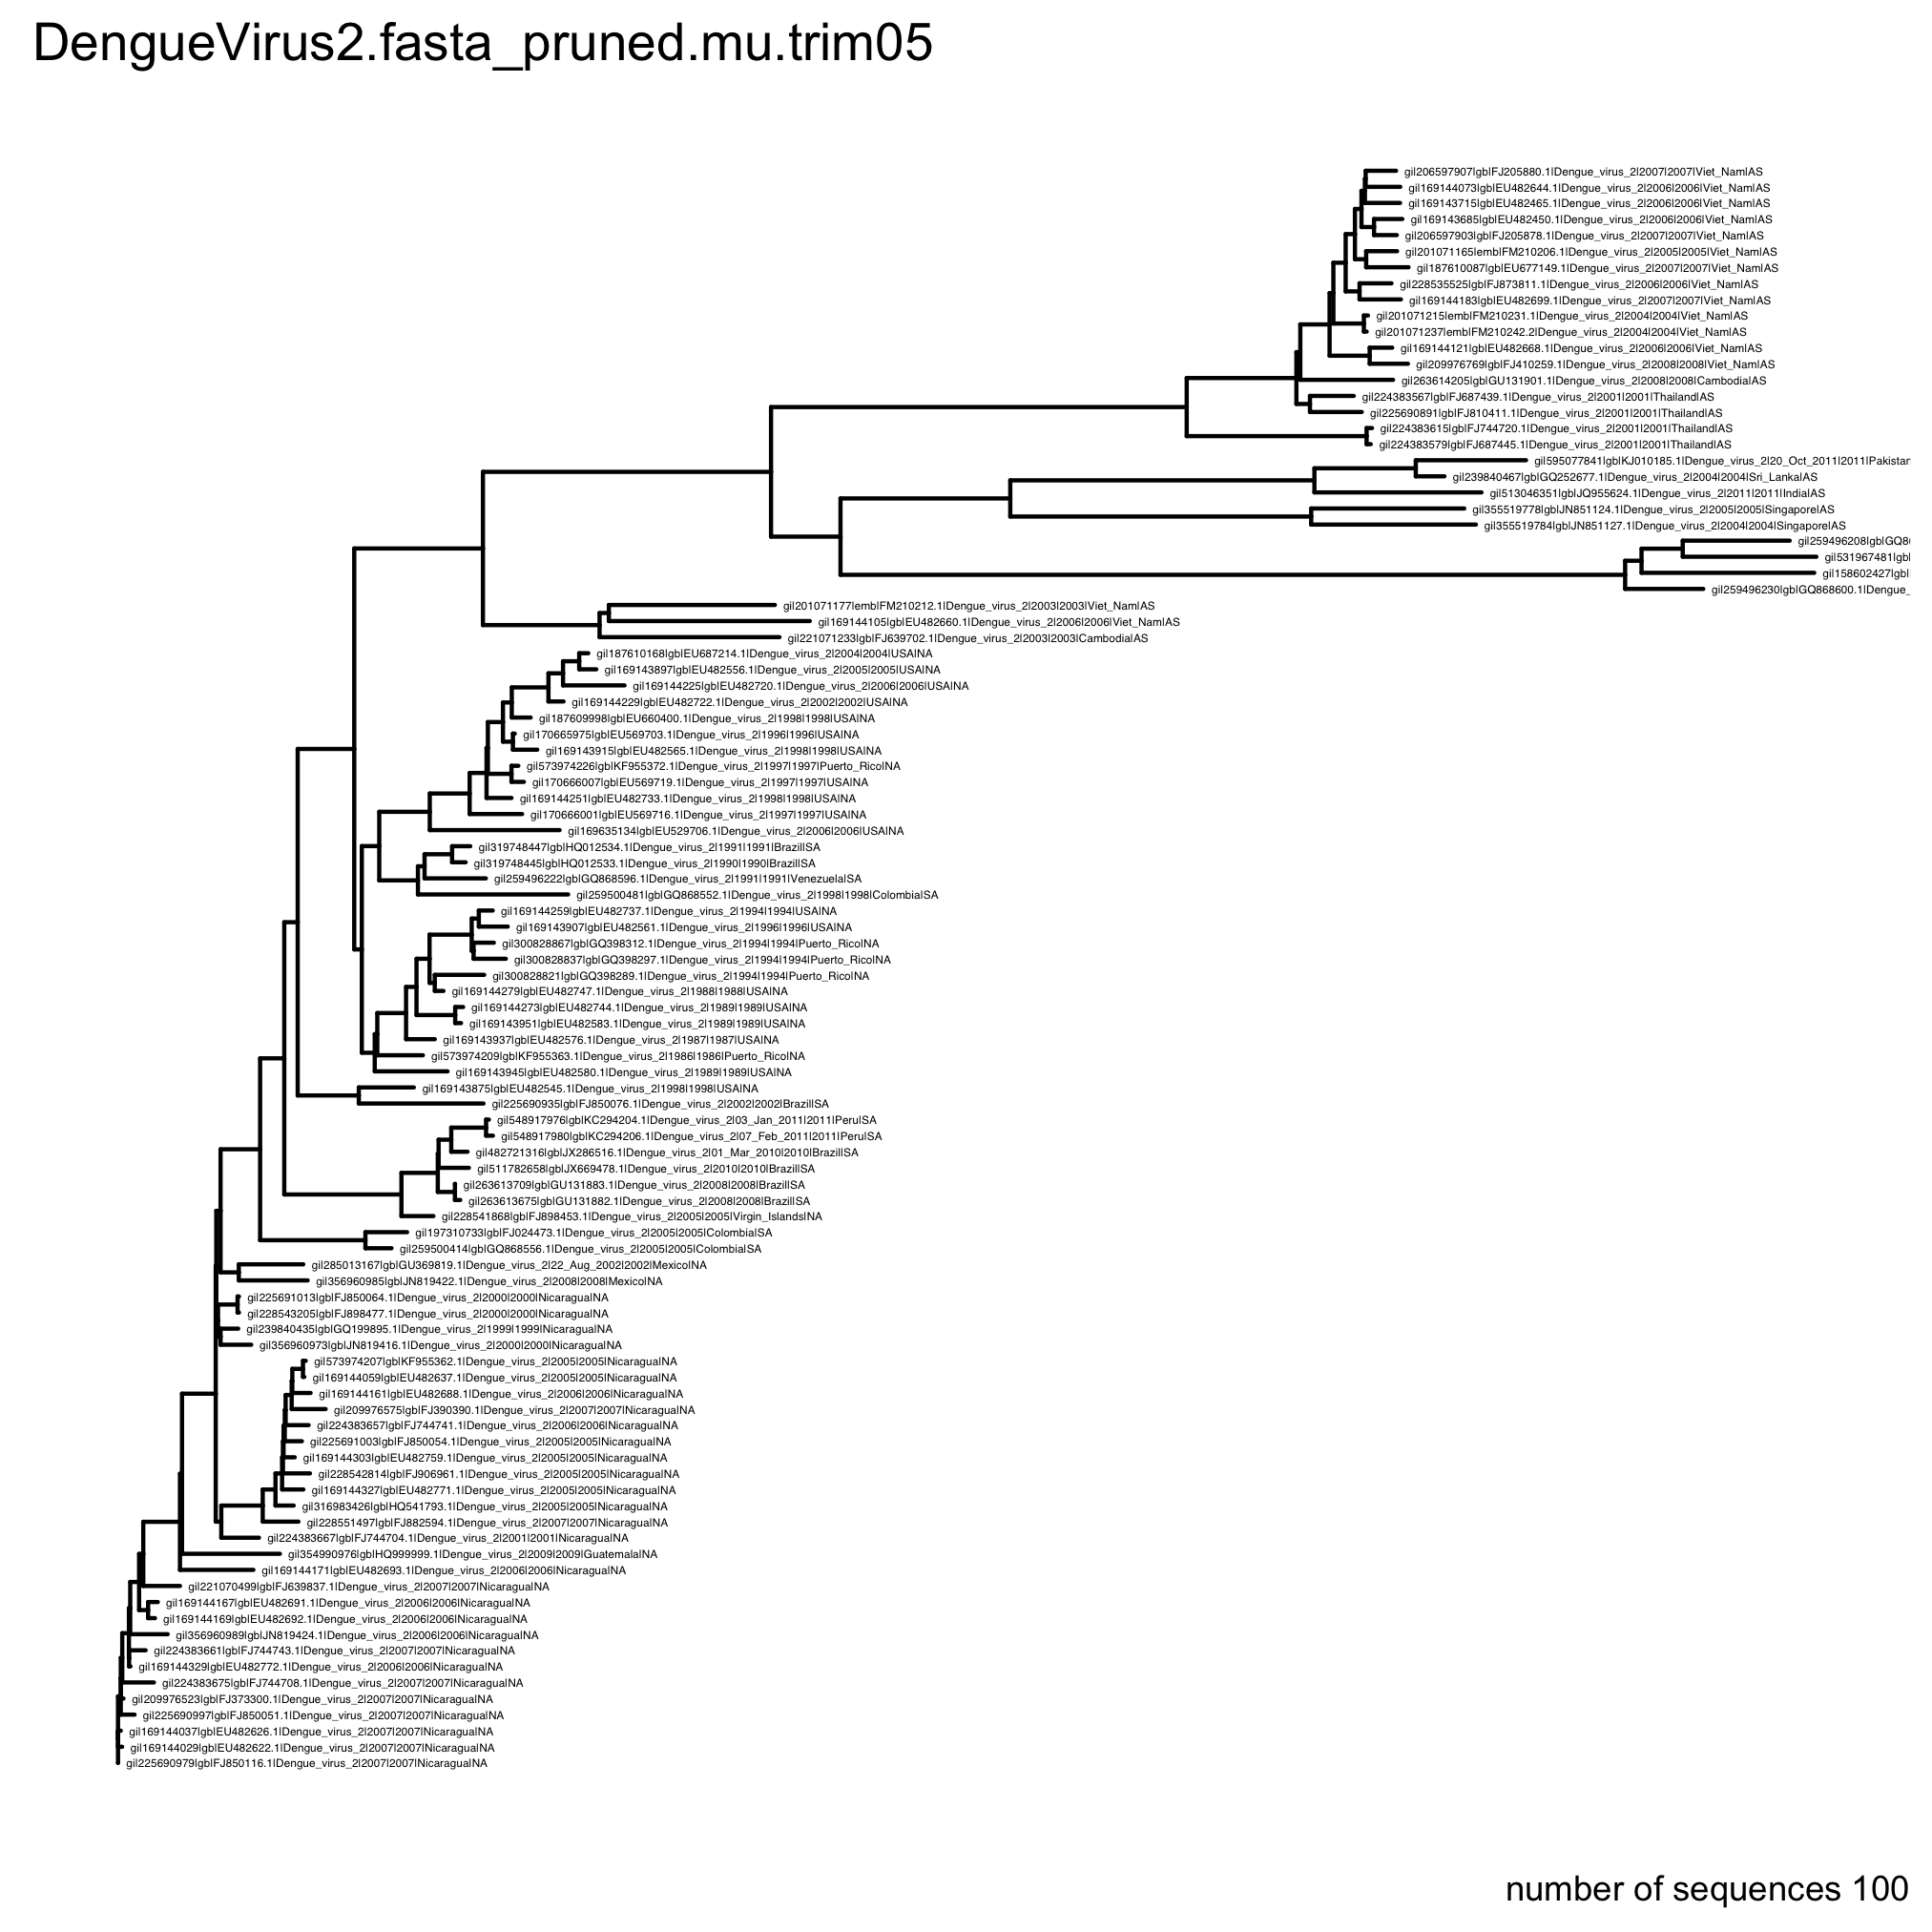 DengueVirus2.fasta_pruned.mu.trim05
gi|206597907|gb|FJ205880.1|Dengue_virus_2|2007|2007|Viet_Nam|AS
gi|169144073|gb|EU482644.1|Dengue_virus_2|2006|2006|Viet_Nam|AS
gi|169143715|gb|EU482465.1|Dengue_virus_2|2006|2006|Viet_Nam|AS
gi|169143685|gb|EU482450.1|Dengue_virus_2|2006|2006|Viet_Nam|AS
gi|206597903|gb|FJ205878.1|Dengue_virus_2|2007|2007|Viet_Nam|AS
gi|201071165|emb|FM210206.1|Dengue_virus_2|2005|2005|Viet_Nam|AS
gi|187610087|gb|EU677149.1|Dengue_virus_2|2007|2007|Viet_Nam|AS
gi|228535525|gb|FJ873811.1|Dengue_virus_2|2006|2006|Viet_Nam|AS
gi|169144183|gb|EU482699.1|Dengue_virus_2|2007|2007|Viet_Nam|AS
gi|201071215|emb|FM210231.1|Dengue_virus_2|2004|2004|Viet_Nam|AS
gi|201071237|emb|FM210242.2|Dengue_virus_2|2004|2004|Viet_Nam|AS
gi|169144121|gb|EU482668.1|Dengue_virus_2|2006|2006|Viet_Nam|AS
gi|209976769|gb|FJ410259.1|Dengue_virus_2|2008|2008|Viet_Nam|AS
gi|263614205|gb|GU131901.1|Dengue_virus_2|2008|2008|Cambodia|AS
gi|224383567|gb|FJ687439.1|Dengue_virus_2|2001|2001|Thailand|AS
gi|225690891|gb|FJ810411.1|Dengue_virus_2|2001|2001|Thailand|AS
gi|224383615|gb|FJ744720.1|Dengue_virus_2|2001|2001|Thailand|AS
gi|224383579|gb|FJ687445.1|Dengue_virus_2|2001|2001|Thailand|AS
gi|595077841|gb|KJ010185.1|Dengue_virus_2|20_Oct_2011|2011|Pakistan
gi|239840467|gb|GQ252677.1|Dengue_virus_2|2004|2004|Sri_Lanka|AS
gi|513046351|gb|JQ955624.1|Dengue_virus_2|2011|2011|India|AS
gi|355519778|gb|JN851124.1|Dengue_virus_2|2005|2005|Singapore|AS
gi|355519784|gb|JN851127.1|Dengue_virus_2|2004|2004|Singapore|AS
gi|259496208|gb|GQ8
gi|531967481|gb|
gi|158602427|gb|
gi|259496230|gb|GQ868600.1|Dengue_
gi|201071177|emb|FM210212.1|Dengue_virus_2|2003|2003|Viet_Nam|AS
gi|169144105|gb|EU482660.1|Dengue_virus_2|2006|2006|Viet_Nam|AS
gi|221071233|gb|FJ639702.1|Dengue_virus_2|2003|2003|Cambodia|AS
gi|187610168|gb|EU687214.1|Dengue_virus_2|2004|2004|USA|NA
gi|169143897|gb|EU482556.1|Dengue_virus_2|2005|2005|USA|NA
gi|169144225|gb|EU482720.1|Dengue_virus_2|2006|2006|USA|NA
gi|169144229|gb|EU482722.1|Dengue_virus_2|2002|2002|USA|NA
gi|187609998|gb|EU660400.1|Dengue_virus_2|1998|1998|USA|NA
gi|170665975|gb|EU569703.1|Dengue_virus_2|1996|1996|USA|NA
gi|169143915|gb|EU482565.1|Dengue_virus_2|1998|1998|USA|NA
gi|573974226|gb|KF955372.1|Dengue_virus_2|1997|1997|Puerto_Rico|NA
gi|170666007|gb|EU569719.1|Dengue_virus_2|1997|1997|USA|NA
gi|169144251|gb|EU482733.1|Dengue_virus_2|1998|1998|USA|NA
gi|170666001|gb|EU569716.1|Dengue_virus_2|1997|1997|USA|NA
gi|169635134|gb|EU529706.1|Dengue_virus_2|2006|2006|USA|NA
gi|319748447|gb|HQ012534.1|Dengue_virus_2|1991|1991|Brazil|SA
gi|319748445|gb|HQ012533.1|Dengue_virus_2|1990|1990|Brazil|SA
gi|259496222|gb|GQ868596.1|Dengue_virus_2|1991|1991|Venezuela|SA
gi|259500481|gb|GQ868552.1|Dengue_virus_2|1998|1998|Colombia|SA
gi|169144259|gb|EU482737.1|Dengue_virus_2|1994|1994|USA|NA
gi|169143907|gb|EU482561.1|Dengue_virus_2|1996|1996|USA|NA
gi|300828867|gb|GQ398312.1|Dengue_virus_2|1994|1994|Puerto_Rico|NA
gi|300828837|gb|GQ398297.1|Dengue_virus_2|1994|1994|Puerto_Rico|NA
gi|300828821|gb|GQ398289.1|Dengue_virus_2|1994|1994|Puerto_Rico|NA
gi|169144279|gb|EU482747.1|Dengue_virus_2|1988|1988|USA|NA
gi|169144273|gb|EU482744.1|Dengue_virus_2|1989|1989|USA|NA
gi|169143951|gb|EU482583.1|Dengue_virus_2|1989|1989|USA|NA
gi|169143937|gb|EU482576.1|Dengue_virus_2|1987|1987|USA|NA
gi|573974209|gb|KF955363.1|Dengue_virus_2|1986|1986|Puerto_Rico|NA
gi|169143945|gb|EU482580.1|Dengue_virus_2|1989|1989|USA|NA
gi|169143875|gb|EU482545.1|Dengue_virus_2|1998|1998|USA|NA
gi|225690935|gb|FJ850076.1|Dengue_virus_2|2002|2002|Brazil|SA
gi|548917976|gb|KC294204.1|Dengue_virus_2|03_Jan_2011|2011|Peru|SA
gi|548917980|gb|KC294206.1|Dengue_virus_2|07_Feb_2011|2011|Peru|SA
gi|482721316|gb|JX286516.1|Dengue_virus_2|01_Mar_2010|2010|Brazil|SA
gi|511782658|gb|JX669478.1|Dengue_virus_2|2010|2010|Brazil|SA
gi|263613709|gb|GU131883.1|Dengue_virus_2|2008|2008|Brazil|SA
gi|263613675|gb|GU131882.1|Dengue_virus_2|2008|2008|Brazil|SA
gi|228541868|gb|FJ898453.1|Dengue_virus_2|2005|2005|Virgin_Islands|NA
gi|197310733|gb|FJ024473.1|Dengue_virus_2|2005|2005|Colombia|SA
gi|259500414|gb|GQ868556.1|Dengue_virus_2|2005|2005|Colombia|SA
gi|285013167|gb|GU369819.1|Dengue_virus_2|22_Aug_2002|2002|Mexico|NA
gi|356960985|gb|JN819422.1|Dengue_virus_2|2008|2008|Mexico|NA
gi|225691013|gb|FJ850064.1|Dengue_virus_2|2000|2000|Nicaragua|NA
gi|228543205|gb|FJ898477.1|Dengue_virus_2|2000|2000|Nicaragua|NA
gi|239840435|gb|GQ199895.1|Dengue_virus_2|1999|1999|Nicaragua|NA
gi|356960973|gb|JN819416.1|Dengue_virus_2|2000|2000|Nicaragua|NA
gi|573974207|gb|KF955362.1|Dengue_virus_2|2005|2005|Nicaragua|NA
gi|169144059|gb|EU482637.1|Dengue_virus_2|2005|2005|Nicaragua|NA
gi|169144161|gb|EU482688.1|Dengue_virus_2|2006|2006|Nicaragua|NA
gi|209976575|gb|FJ390390.1|Dengue_virus_2|2007|2007|Nicaragua|NA
gi|224383657|gb|FJ744741.1|Dengue_virus_2|2006|2006|Nicaragua|NA
gi|225691003|gb|FJ850054.1|Dengue_virus_2|2005|2005|Nicaragua|NA
gi|169144303|gb|EU482759.1|Dengue_virus_2|2005|2005|Nicaragua|NA
gi|228542814|gb|FJ906961.1|Dengue_virus_2|2005|2005|Nicaragua|NA
gi|169144327|gb|EU482771.1|Dengue_virus_2|2005|2005|Nicaragua|NA
gi|316983426|gb|HQ541793.1|Dengue_virus_2|2005|2005|Nicaragua|NA
gi|228551497|gb|FJ882594.1|Dengue_virus_2|2007|2007|Nicaragua|NA
gi|224383667|gb|FJ744704.1|Dengue_virus_2|2001|2001|Nicaragua|NA
gi|354990976|gb|HQ999999.1|Dengue_virus_2|2009|2009|Guatemala|NA
gi|169144171|gb|EU482693.1|Dengue_virus_2|2006|2006|Nicaragua|NA
gi|221070499|gb|FJ639837.1|Dengue_virus_2|2007|2007|Nicaragua|NA
gi|169144167|gb|EU482691.1|Dengue_virus_2|2006|2006|Nicaragua|NA
gi|169144169|gb|EU482692.1|Dengue_virus_2|2006|2006|Nicaragua|NA
gi|356960989|gb|JN819424.1|Dengue_virus_2|2006|2006|Nicaragua|NA
gi|224383661|gb|FJ744743.1|Dengue_virus_2|2007|2007|Nicaragua|NA
gi|169144329|gb|EU482772.1|Dengue_virus_2|2006|2006|Nicaragua|NA
gi|224383675|gb|FJ744708.1|Dengue_virus_2|2007|2007|Nicaragua|NA
gi|209976523|gb|FJ373300.1|Dengue_virus_2|2007|2007|Nicaragua|NA
gi|225690997|gb|FJ850051.1|Dengue_virus_2|2007|2007|Nicaragua|NA
gi|169144037|gb|EU482626.1|Dengue_virus_2|2007|2007|Nicaragua|NA
gi|169144029|gb|EU482622.1|Dengue_virus_2|2007|2007|Nicaragua|NA
gi|225690979|gb|FJ850116.1|Dengue_virus_2|2007|2007|Nicaragua|NA
number of sequences 100